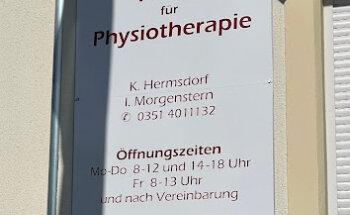 für
Physiotherapie
K. Hermsdorf
I. Morgenstern
✆ 0351 4011132
Öffnungszeiten
Mo-Do 8-12 und 14-18 Uhr
Fr 8-13 Uhr
und nach Vereinbarung